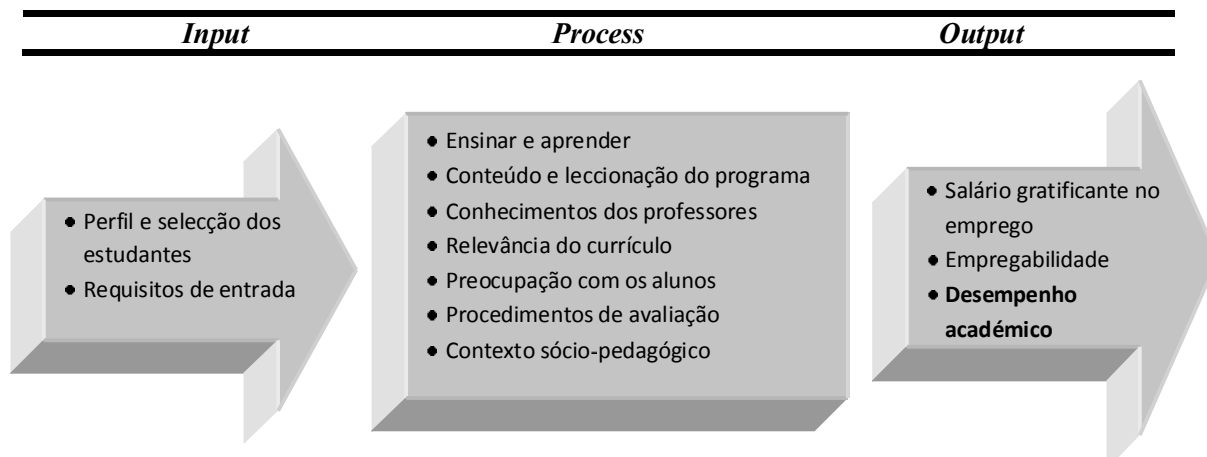 Input Process Output
• Perfil e selecção dos
estudantes
• Requisitos de entrada
• Ensinar e aprender
• Conteúdo e leccionação do programa
• Conhecimentos dos professores
• Relevância do currículo
• Preocupação com os alunos
• Procedimentos de avaliação
• Contexto sócio-pedagógico
• Salário gratificante no
emprego
• Empregabilidade
• Desempenho
académico